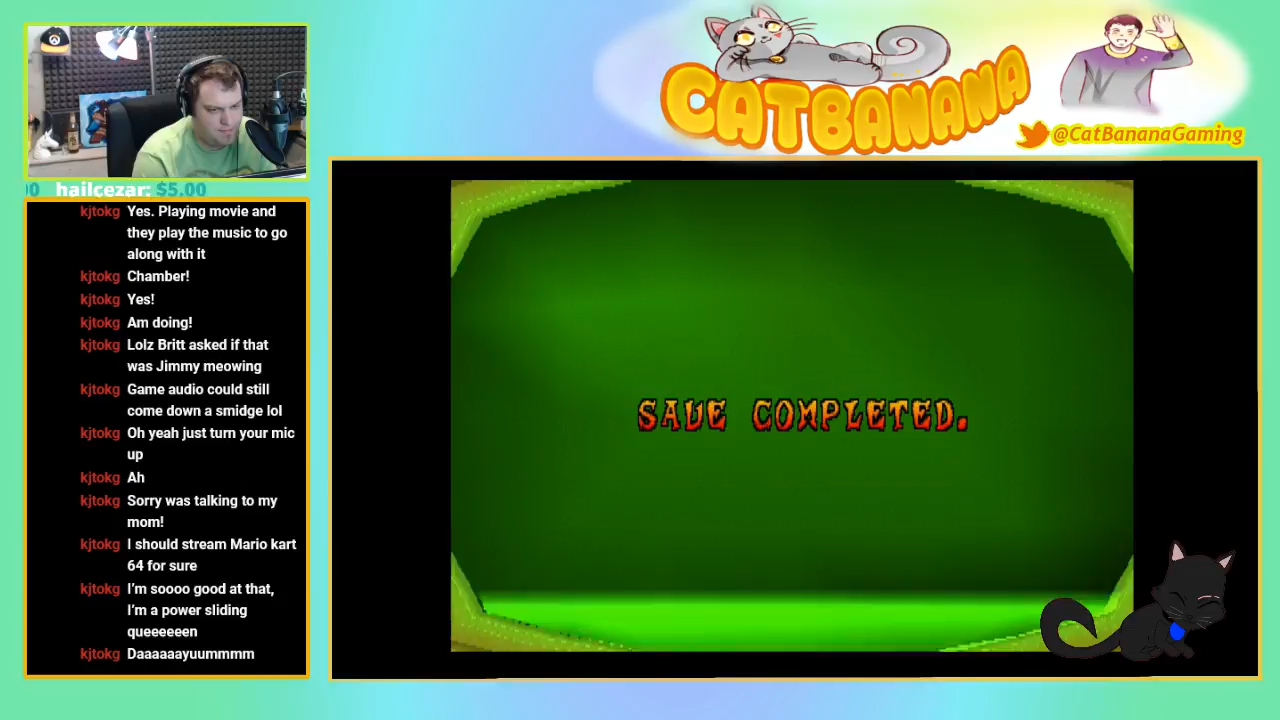 CATBANANA
@CatBananaGaming
hailcezar: $5.00
kjtokg Yes. Playing movie and
they play the music to go
along with it
kjtokg Chamber!
kjtokg Yes!
kjtokg Am doing!
kjtokg Lolz Britt asked if that
was Jimmy meowing
kjtokg Game audio could still
come down a smidge lol
kjtokg Oh yeah just turn your mic
up
kjtokg Ah
kjtokg Sorry was talking to my
mom!
kjtokg I should stream Mario kart
64 for sure
kjtokg I'm soooo good at that,
I'm a power sliding
queeeeeen
kjtokg Daaaaaayuummmm
SAVE COMPLETED.